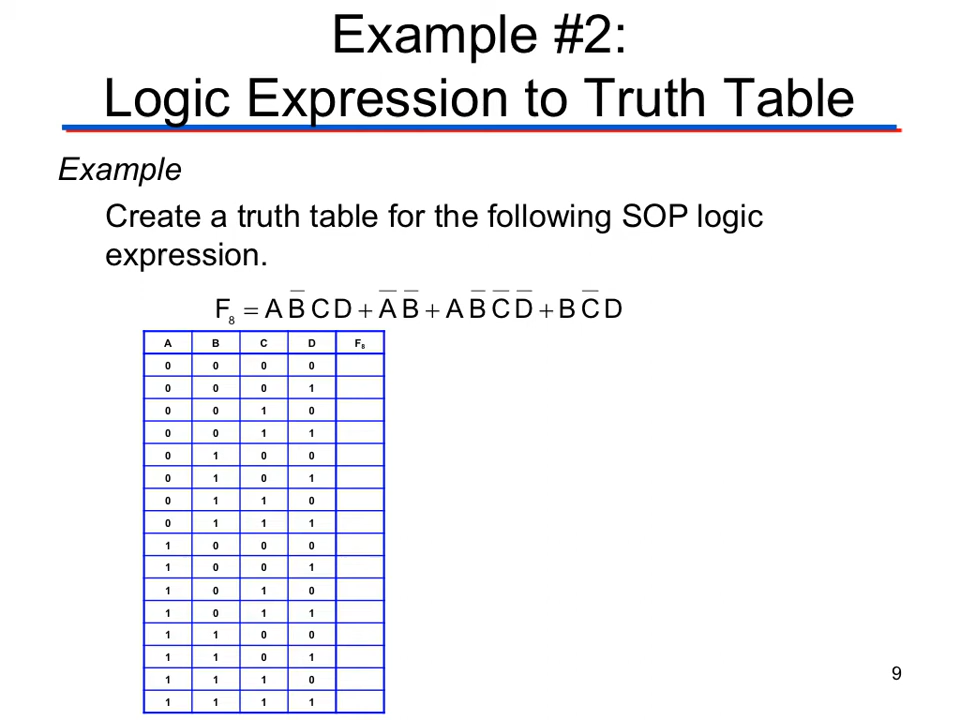 Example #2:
Logic Expression to Truth Table
Example
Create a truth table for the following SOP logic
expression.
F₈ = A B̅ C D + A̅ B̅ + A B̅ C̅ D̅ + B C̅ D
A B C D F₈
0 0 0 0
0 0 0 1
0 0 1 0
0 0 1 1
0 1 0 0
0 1 0 1
0 1 1 0
0 1 1 1
1 0 0 0
1 0 0 1
1 0 1 0
1 0 1 1
1 1 0 0
1 1 0 1
1 1 1 0
1 1 1 1
9